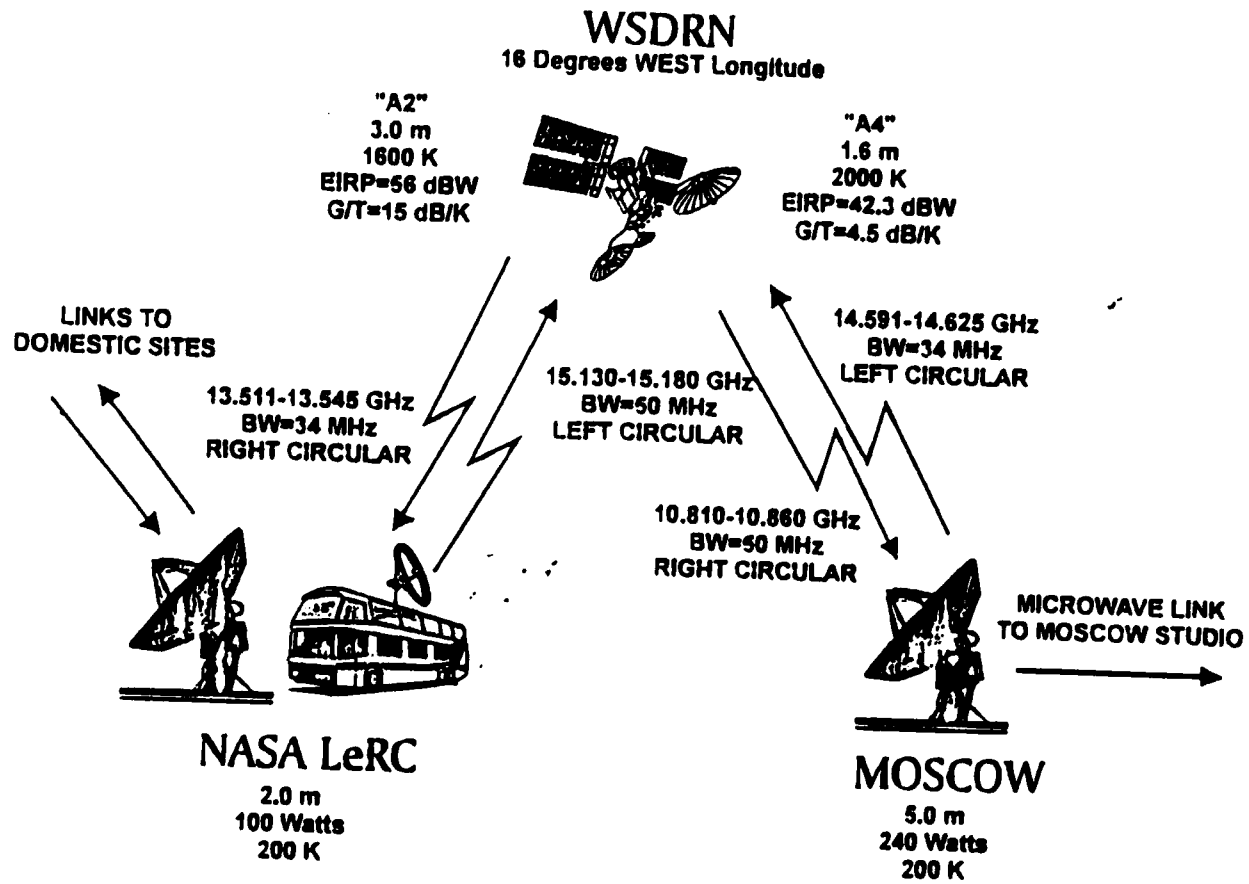 WSDRN
16 Degrees WEST Longitude
"A2"
3.0 m
1600 K
EIRP=56 dBW
G/T=15 dB/K
"A4"
1.6 m
2000 K
EIRP=42.3 dBW
G/T=4.5 dB/K
LINKS TO
DOMESTIC SITES
13.511-13.545 GHz
BW=34 MHz
RIGHT CIRCULAR
15.130-15.180 GHz
BW=50 MHz
LEFT CIRCULAR
14.591-14.625 GHz
BW=34 MHz
LEFT CIRCULAR
10.810-10.860 GHz
BW=50 MHz
RIGHT CIRCULAR
MICROWAVE LINK
TO MOSCOW STUDIO
NASA LeRC
2.0 m
100 Watts
200 K
MOSCOW
5.0 m
240 Watts
200 K